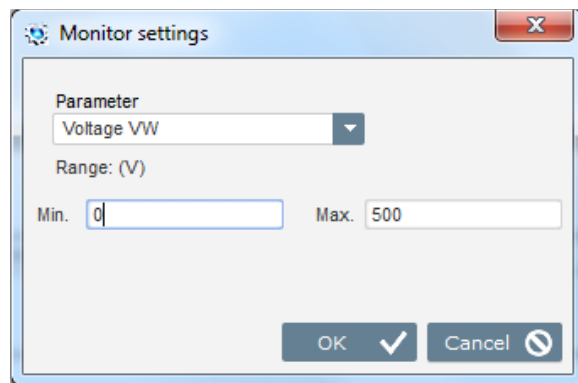 Monitor settings
Parameter
Voltage VW
Range: (V)
Min. 0 Max. 500
OK Cancel